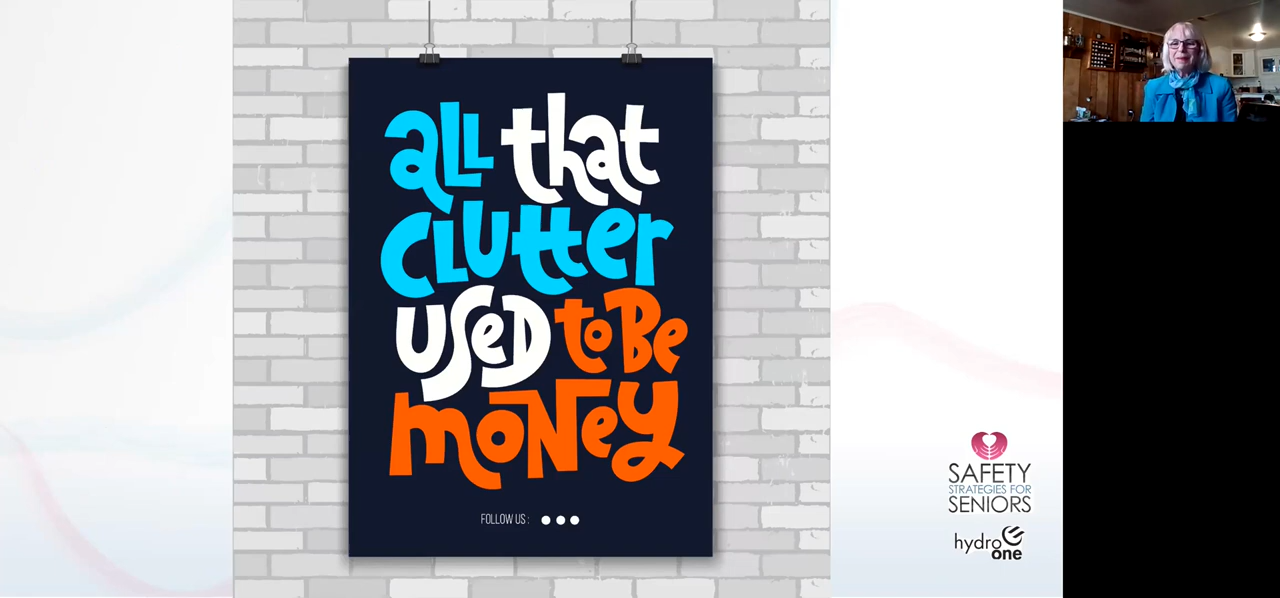 all that
clutter
used to be
money
FOLLOW US :
SAFETY
STRATEGIES FOR
SENIORS
hydro
one